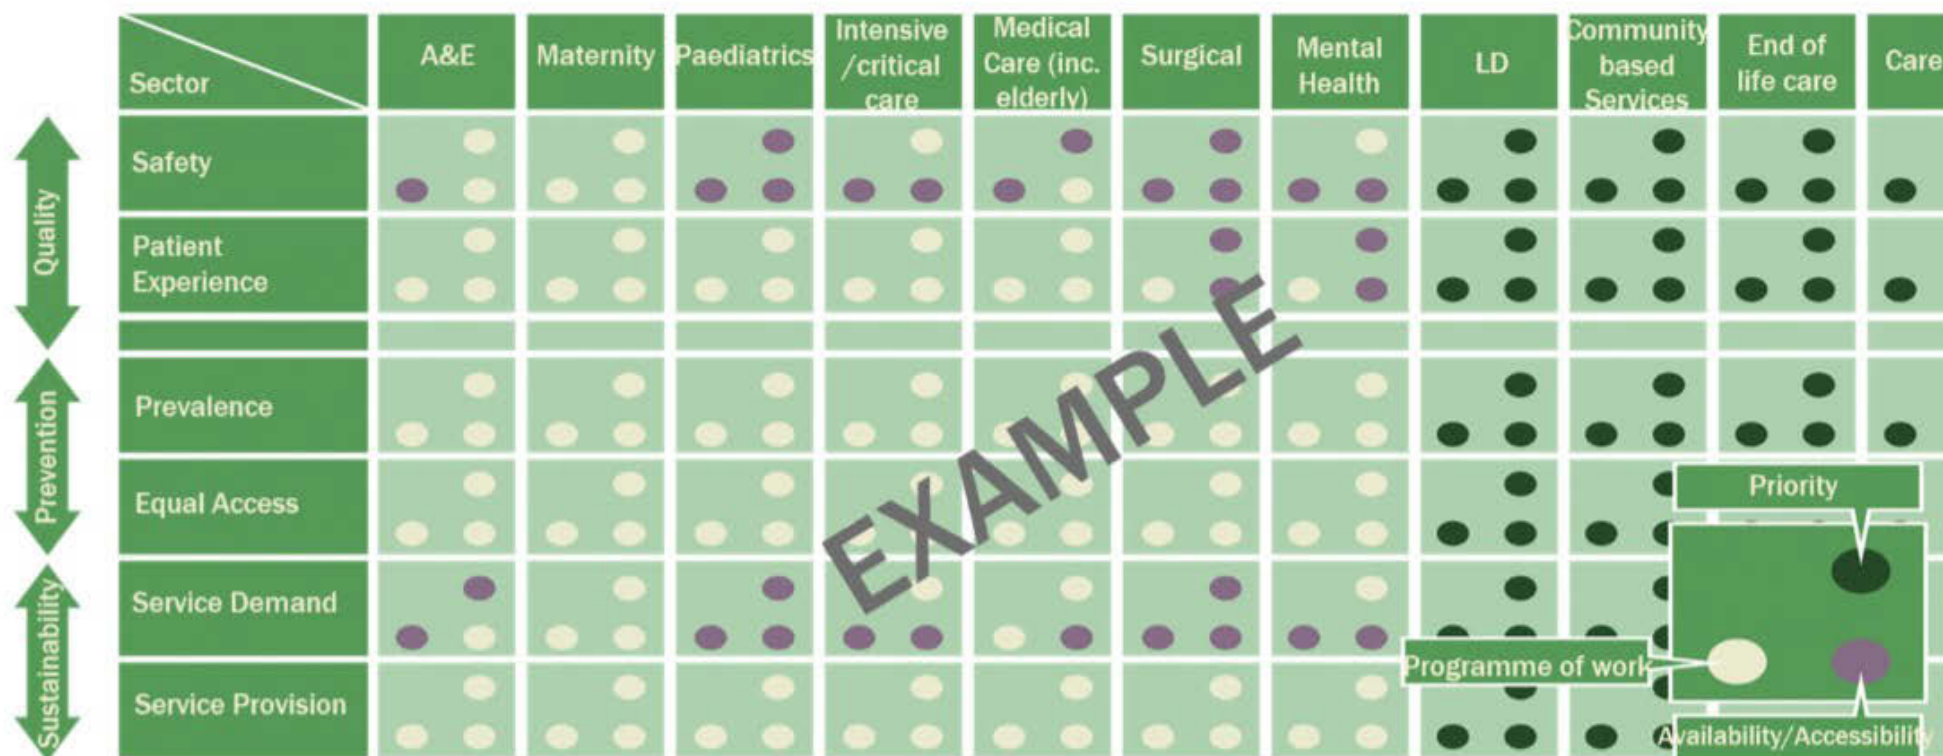 Sector
A&E
Maternity
Paediatrics
Intensive
/critical
care
Medical
Care (inc.
elderly)
Surgical
Mental
Health
LD
Community
based
Services
End of
life care
Care
Quality
Safety
Patient
Experience
Prevention
Prevalence
Equal Access
Sustainability
Service Demand
Service Provision
EXAMPLE
Priority
Programme of work
Availability/Accessibility